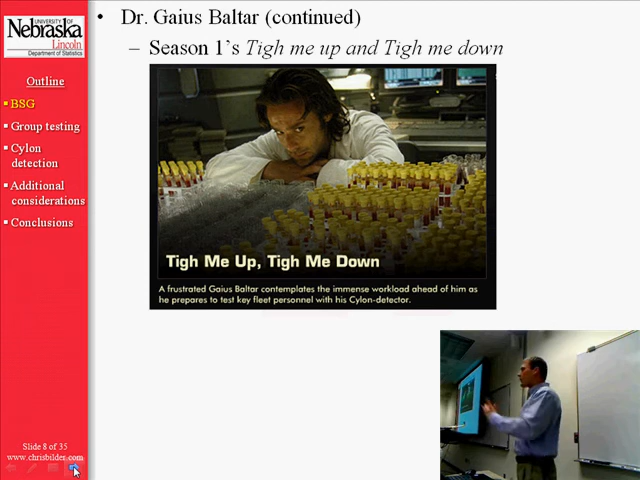 UNIVERSITY OF
Nebraska
Lincoln
Department of Statistics
Outline
▪ BSG
▪ Group testing
▪ Cylon
detection
▪ Additional
considerations
▪ Conclusions
Slide 8 of 35
www.chrisbilder.com
• Dr. Gaius Baltar (continued)
– Season 1’s Tigh me up and Tigh me down
Tigh Me Up, Tigh Me Down
A frustrated Gaius Baltar contemplates the immense workload ahead of him as
he prepares to test key fleet personnel with his Cylon-detector.